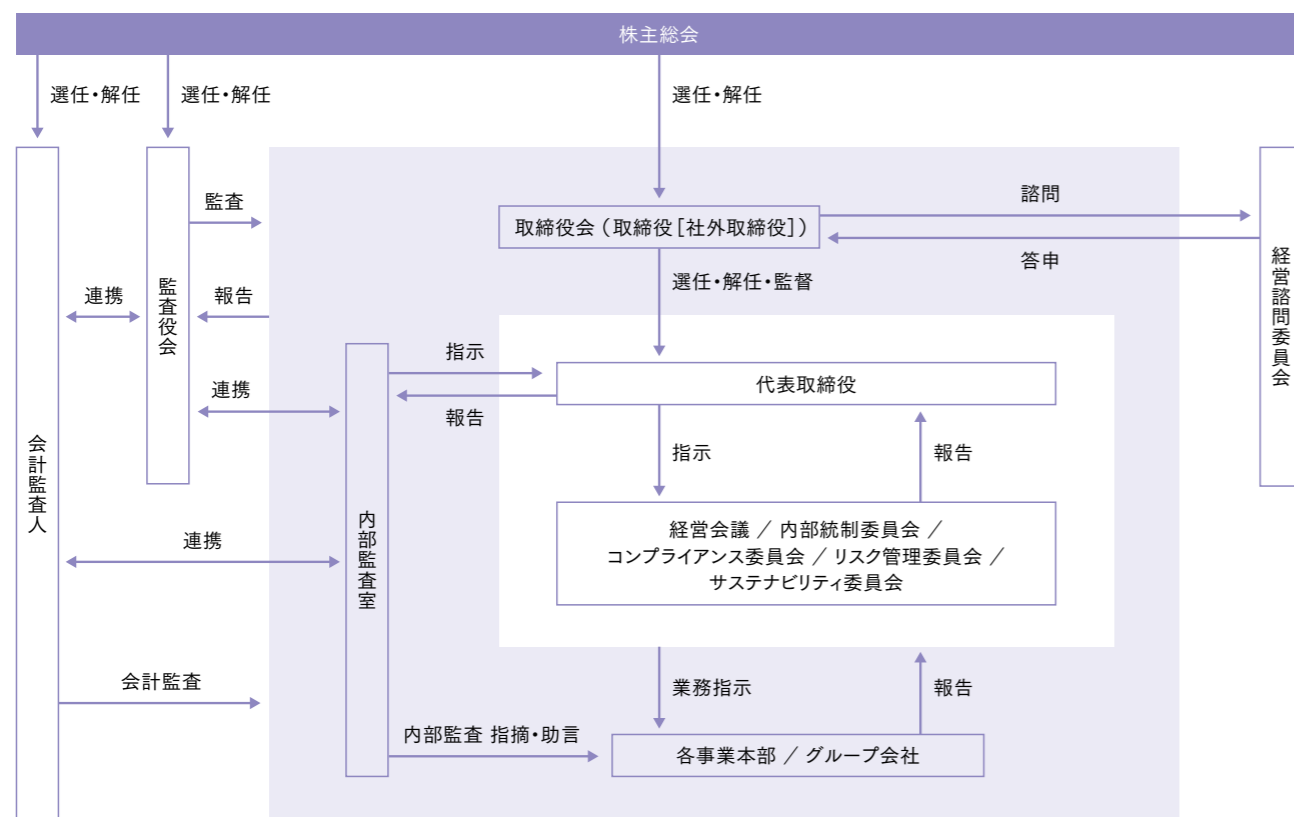 株主総会
選任・解任
選任・解任
選任・解任
監査
諮問
取締役会（取締役［社外取締役］）
答申
選任・解任・監督
連携
監査役会
報告
経営諮問委員会
指示
代表取締役
連携
報告
会計監査人
指示
報告
内部監査室
連携
経営会議 ／ 内部統制委員会 ／
コンプライアンス委員会 ／ リスク管理委員会 ／
サステナビリティ委員会
会計監査
業務指示
報告
内部監査 指摘・助言
各事業本部 ／ グループ会社